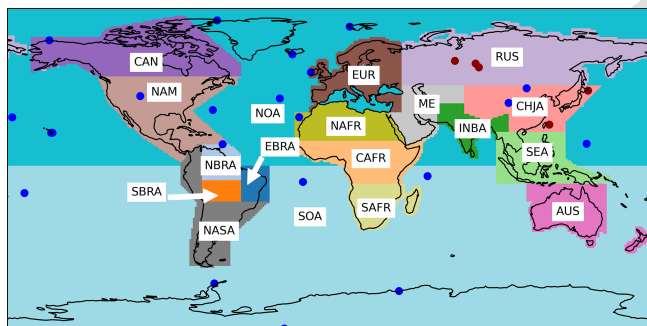 CAN
RUS
EUR
NAM
ME
CHJA
NOA
NAFR
INBA
EBRA
SEA
NBRA
CAFR
SBRA
SAFR
AUS
SOA
NASA